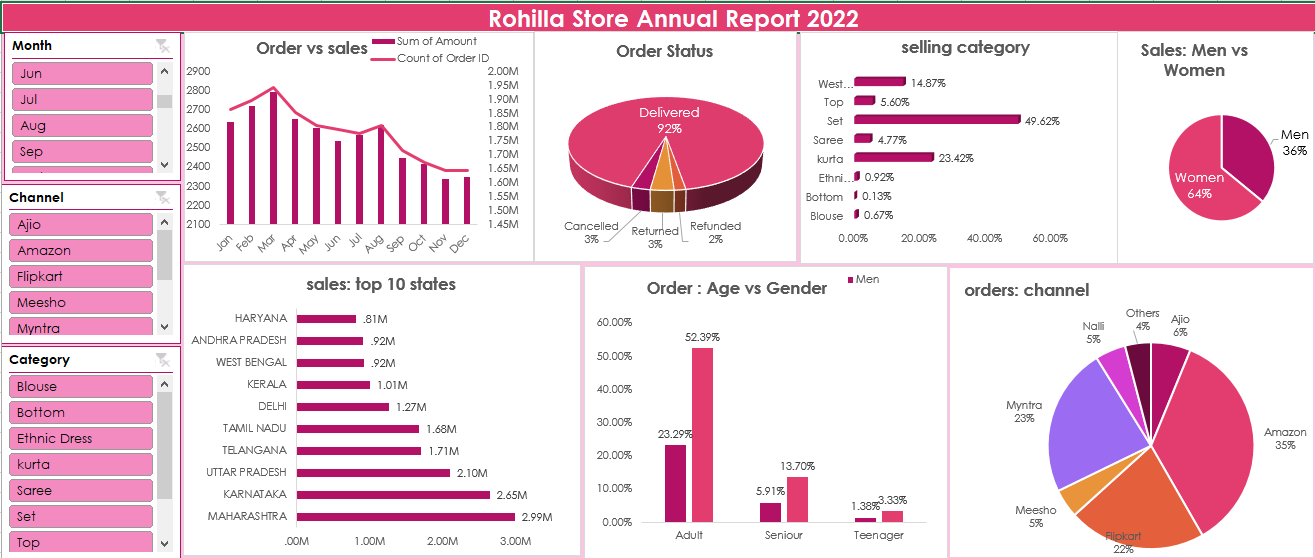 Rohilla Store Annual Report 2022
Month
Jun
Jul
Aug
Sep
Channel
Ajio
Amazon
Flipkart
Meesho
Myntra
Category
Blouse
Bottom
Ethnic Dress
kurta
Saree
Set
Top
Order vs sales
Sum of Amount
Count of Order ID
2900
2800
2700
2600
2500
2400
2300
2200
2100
2.00M
1.95M
1.90M
1.85M
1.80M
1.75M
1.70M
1.65M
1.60M
1.55M
1.50M
1.45M
Jan Feb Mar Apr May Jun Jul Aug Sep Oct Nov Dec
Order Status
Delivered
92%
Cancelled
3%
Returned
3%
Refunded
2%
selling category
West... 14.87%
Top 5.60%
Set 49.62%
Saree 4.77%
kurta 23.42%
Ethni... 0.92%
Bottom 0.13%
Blouse 0.67%
0.00% 20.00% 40.00% 60.00%
Sales: Men vs
Women
Men
36%
Women
64%
sales: top 10 states
HARYANA .81M
ANDHRA PRADESH .92M
WEST BENGAL .92M
KERALA 1.01M
DELHI 1.27M
TAMIL NADU 1.68M
TELANGANA 1.71M
UTTAR PRADESH 2.10M
KARNATAKA 2.65M
MAHARASHTRA 2.99M
.00M 1.00M 2.00M 3.00M
Order : Age vs Gender
Men
60.00%
50.00%
40.00%
30.00%
20.00%
10.00%
0.00%
23.29% 52.39%
5.91% 13.70%
1.38% 3.33%
Adult Seniour Teenager
orders: channel
Others
4%
Ajio
6%
Nalli
5%
Myntra
23%
Amazon
35%
Meesho
5%
Flipkart
22%